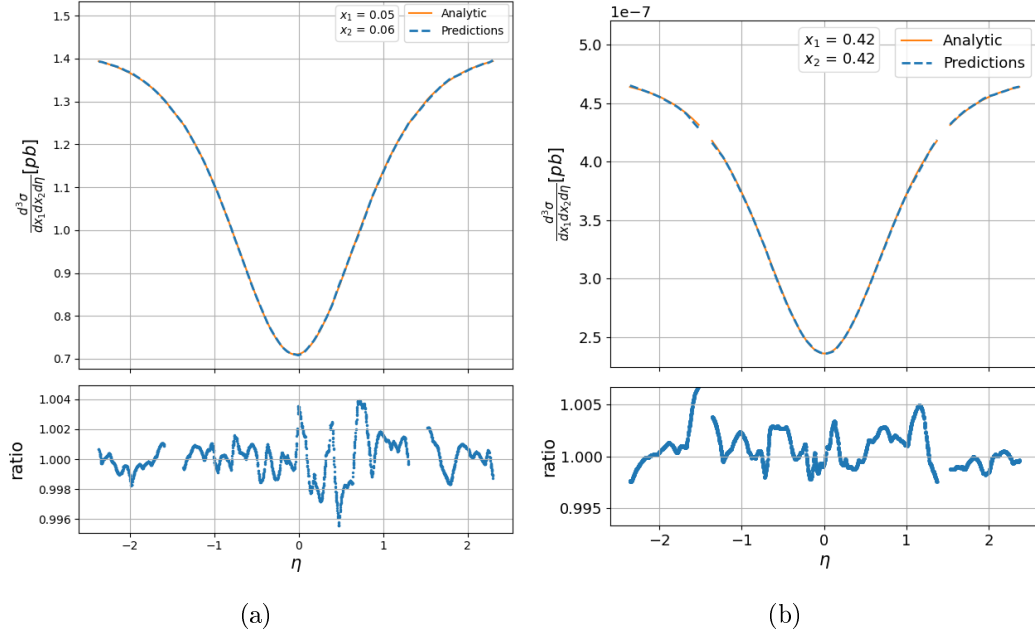 x₁ = 0.05
x₂ = 0.06
Analytic
Predictions
1.5
1.4
1.3
1.2
1.1
1.0
0.9
0.8
0.7
d³σ/dx₁dx₂dη [pb]
1.004
1.002
1.000
0.998
0.996
ratio
−2 −1 0 1 2
η
(a)
1e−7
x₁ = 0.42
x₂ = 0.42
Analytic
Predictions
5.0
4.5
4.0
3.5
3.0
2.5
d³σ/dx₁dx₂dη [pb]
1.005
1.000
0.995
ratio
−2 −1 0 1 2
η
(b)